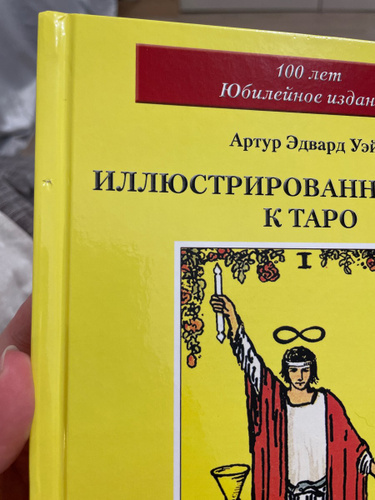 100 лет
Юбилейное издан
Артур Эдвард Уэй
ИЛЛЮСТРИРОВАНН
К ТАРО
I